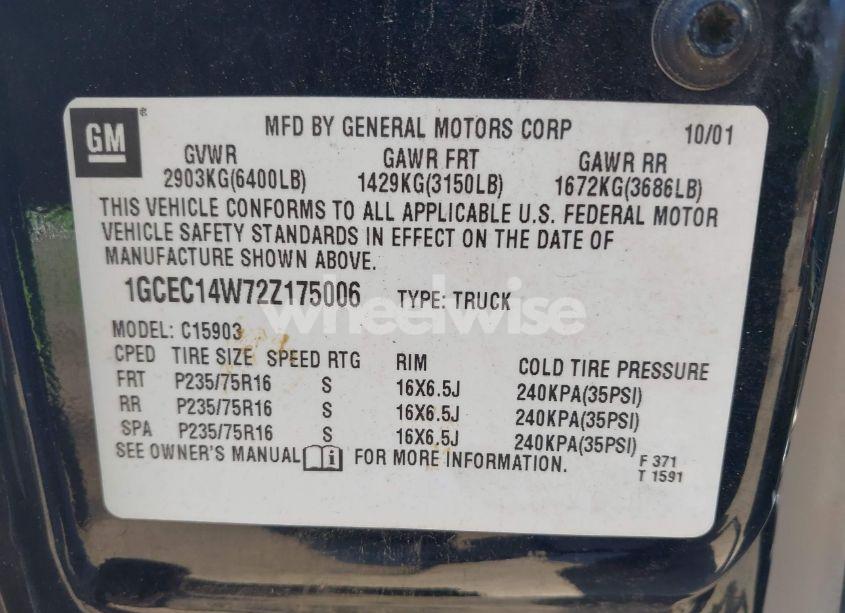 GM
MFD BY GENERAL MOTORS CORP 10/01
GVWR GAWR FRT GAWR RR
2903KG(6400LB) 1429KG(3150LB) 1672KG(3686LB)
THIS VEHICLE CONFORMS TO ALL APPLICABLE U.S. FEDERAL MOTOR
VEHICLE SAFETY STANDARDS IN EFFECT ON THE DATE OF
MANUFACTURE SHOWN ABOVE.
1GCEC14W72Z175006 TYPE: TRUCK
wheelwise
MODEL: C15903
CPED TIRE SIZE SPEED RTG RIM COLD TIRE PRESSURE
FRT P235/75R16 S 16X6.5J 240KPA(35PSI)
RR P235/75R16 S 16X6.5J 240KPA(35PSI)
SPA P235/75R16 S 16X6.5J 240KPA(35PSI)
SEE OWNER'S MANUAL i FOR MORE INFORMATION. F 371
T 1591